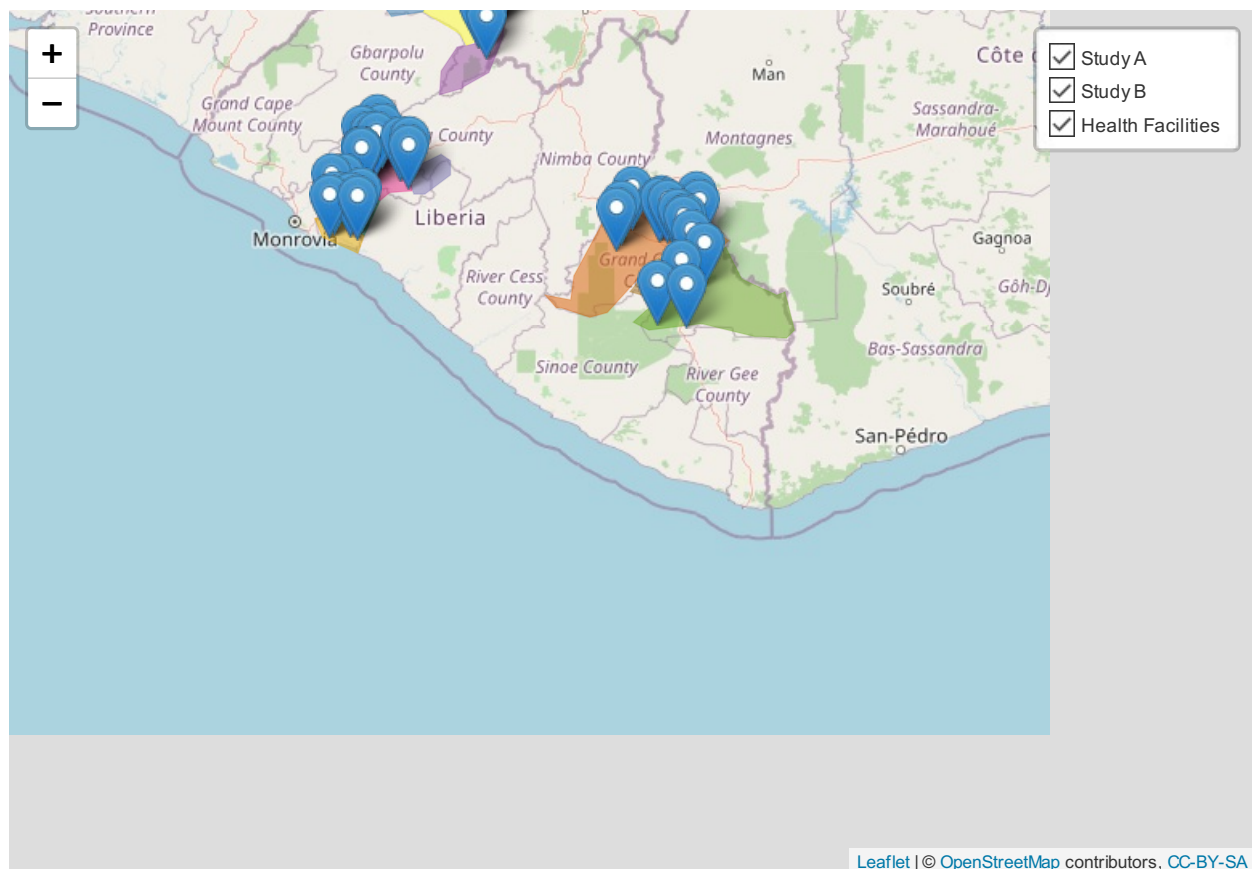 Province
+
−
Gbarpolu
County
Grand Cape
Mount County
County
Man
Côte
Sassandra-
Marahoué
Montagnes
Nimba County
Study A
Study B
Health Facilities
Liberia
Monrovia
Grand
River Cess
County
Gagnoa
Soubré
Gôh-Dj
Bas-Sassandra
Sinoe County
River Gee
County
San-Pédro
Leaflet | © OpenStreetMap contributors, CC-BY-SA